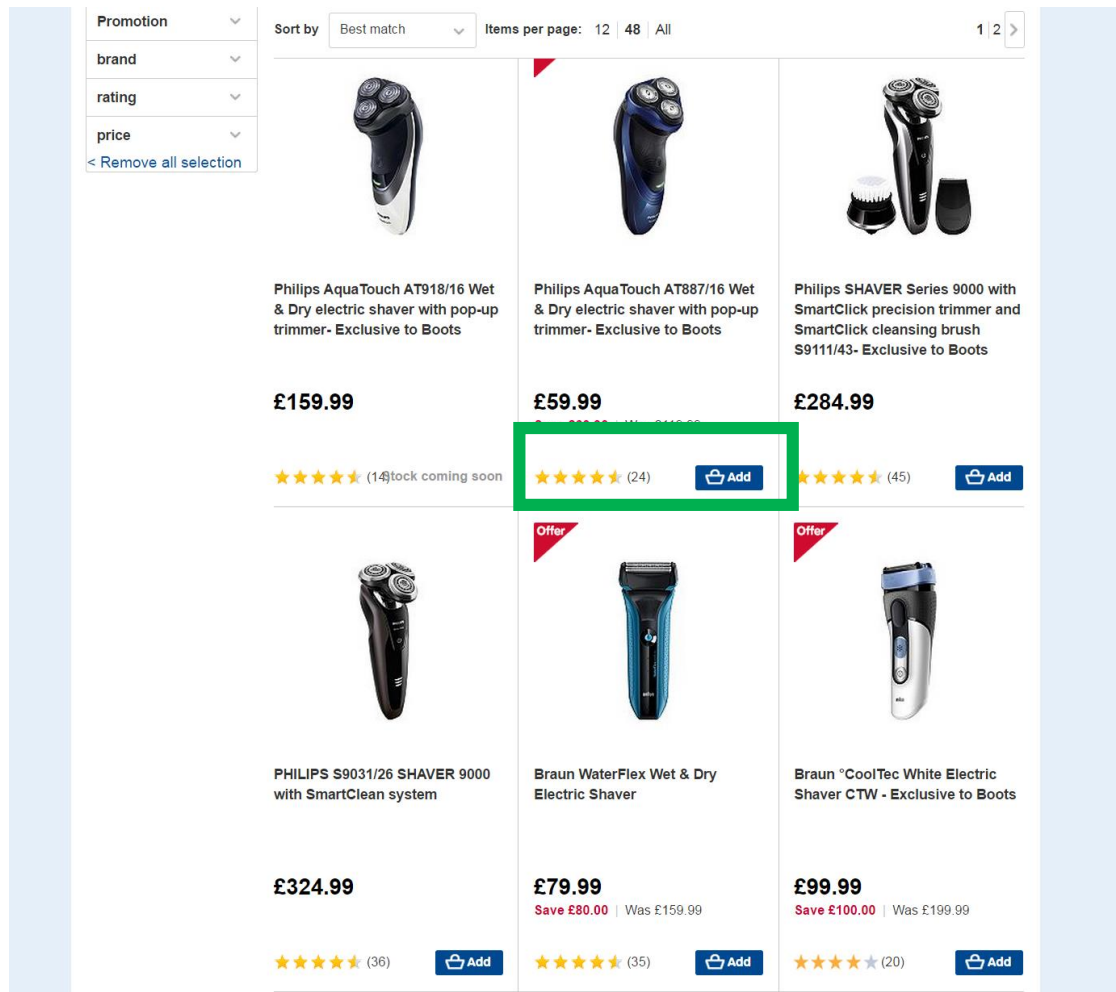 Promotion
brand
rating
price
< Remove all selection
Sort by Best match Items per page: 12 48 All 1 2 >
Philips AquaTouch AT918/16 Wet
& Dry electric shaver with pop-up
trimmer- Exclusive to Boots
£159.99
(14) Stock coming soon
Philips AquaTouch AT887/16 Wet
& Dry electric shaver with pop-up
trimmer- Exclusive to Boots
£59.99
(24) Add
Philips SHAVER Series 9000 with
SmartClick precision trimmer and
SmartClick cleansing brush
S9111/43- Exclusive to Boots
£284.99
(45) Add
PHILIPS S9031/26 SHAVER 9000
with SmartClean system
£324.99
(36) Add
Offer
Braun WaterFlex Wet & Dry
Electric Shaver
£79.99
Save £80.00 | Was £159.99
(35) Add
Offer
Braun °CoolTec White Electric
Shaver CTW - Exclusive to Boots
£99.99
Save £100.00 | Was £199.99
(20) Add